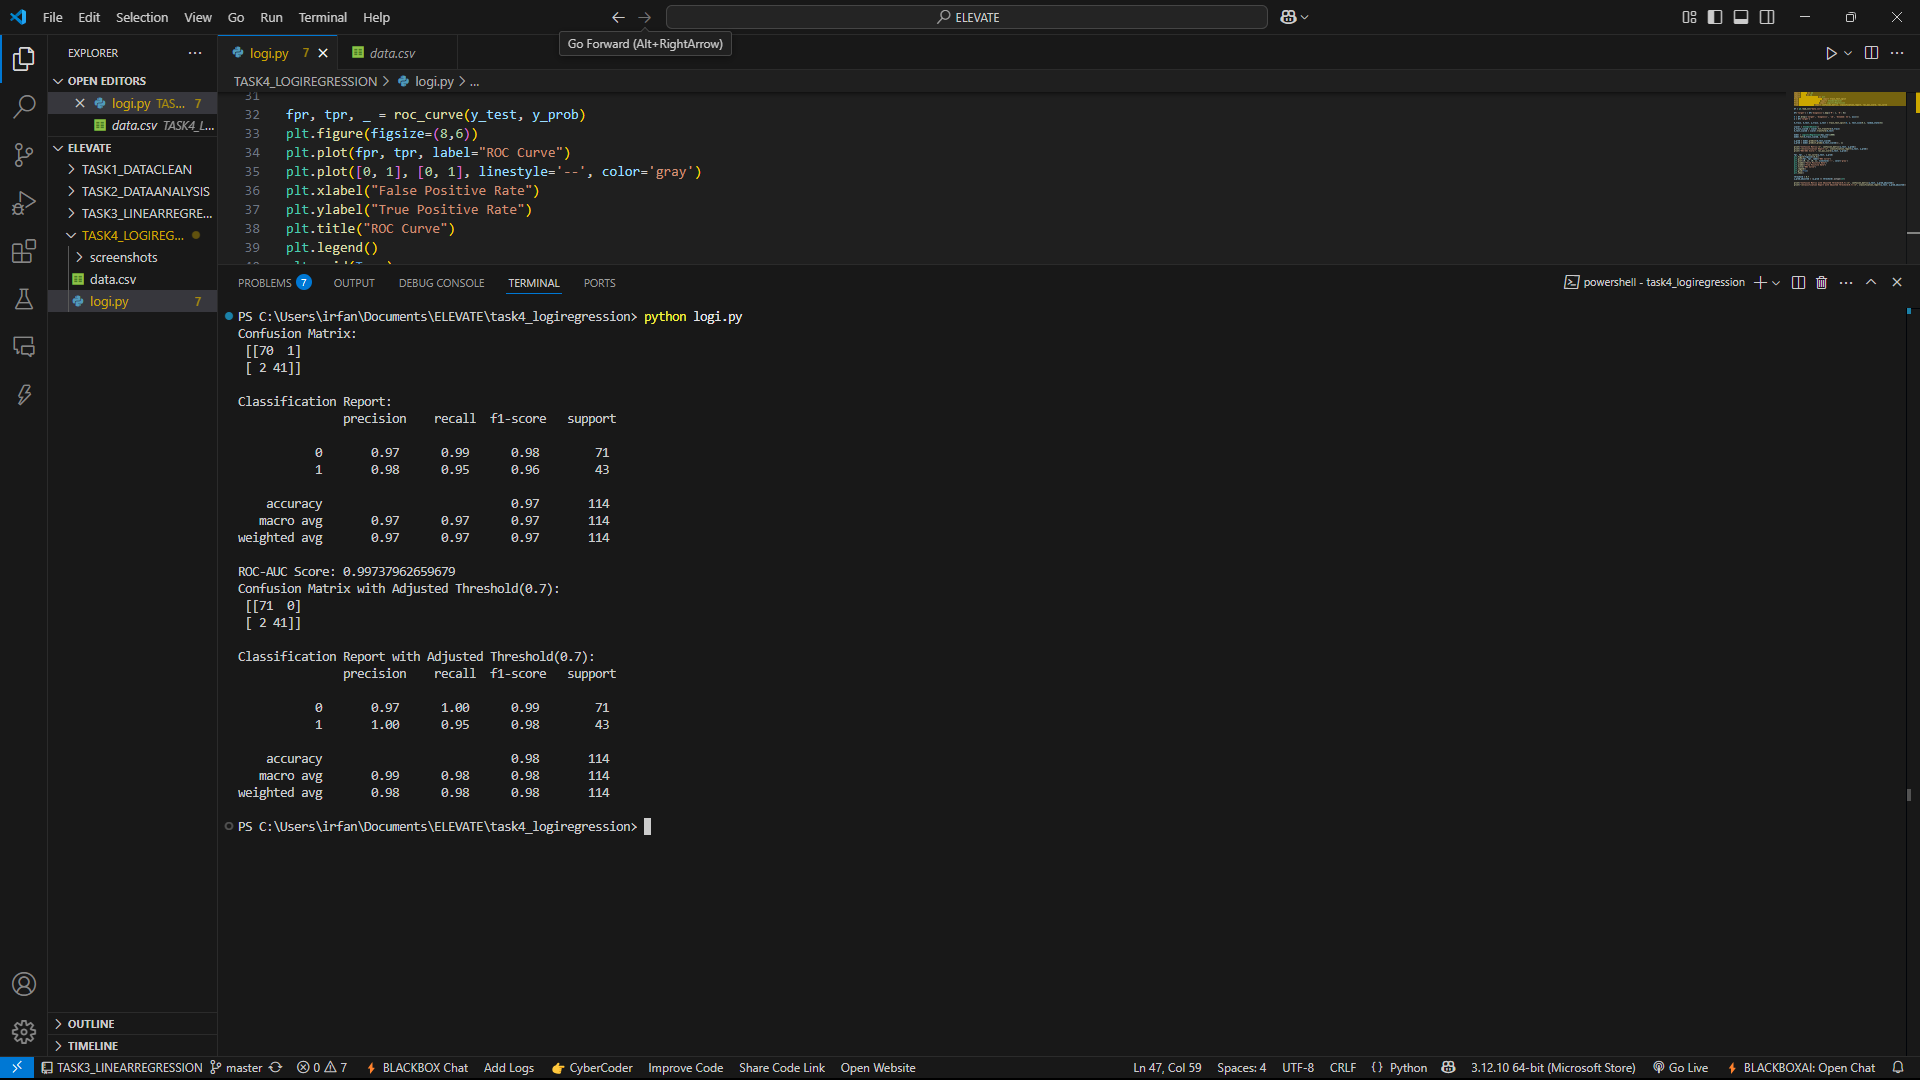 File Edit Selection View Go Run Terminal Help
ELEVATE
Go Forward (Alt+RightArrow)
EXPLORER
OPEN EDITORS
logi.py TAS... 7
data.csv TASK4_L...
ELEVATE
TASK1_DATACLEAN
TASK2_DATAANALYSIS
TASK3_LINEARREGRE...
TASK4_LOGIREG...
screenshots
data.csv
logi.py 7
OUTLINE
TIMELINE
logi.py 7
data.csv
TASK4_LOGIREGRESSION > logi.py > ...
31
32 fpr, tpr, _ = roc_curve(y_test, y_prob)
33 plt.figure(figsize=(8,6))
34 plt.plot(fpr, tpr, label="ROC Curve")
35 plt.plot([0, 1], [0, 1], linestyle='--', color='gray')
36 plt.xlabel("False Positive Rate")
37 plt.ylabel("True Positive Rate")
38 plt.title("ROC Curve")
39 plt.legend()
PROBLEMS 7 OUTPUT DEBUG CONSOLE TERMINAL PORTS
powershell - task4_logiregression
PS C:\Users\irfan\Documents\ELEVATE\task4_logiregression> python logi.py
Confusion Matrix:
[[70 1]
[ 2 41]]
Classification Report:
precision recall f1-score support
0 0.97 0.99 0.98 71
1 0.98 0.95 0.96 43
accuracy 0.97 114
macro avg 0.97 0.97 0.97 114
weighted avg 0.97 0.97 0.97 114
ROC-AUC Score: 0.99737962659679
Confusion Matrix with Adjusted Threshold(0.7):
[[71 0]
[ 2 41]]
Classification Report with Adjusted Threshold(0.7):
precision recall f1-score support
0 0.97 1.00 0.99 71
1 1.00 0.95 0.98 43
accuracy 0.98 114
macro avg 0.99 0.98 0.98 114
weighted avg 0.98 0.98 0.98 114
PS C:\Users\irfan\Documents\ELEVATE\task4_logiregression>
TASK3_LINEARREGRESSION master 0 7 BLACKBOX Chat Add Logs CyberCoder Improve Code Share Code Link Open Website Ln 47, Col 59 Spaces: 4 UTF-8 CRLF {} Python 3.12.10 64-bit (Microsoft Store) Go Live BLACKBOXAI: Open Chat